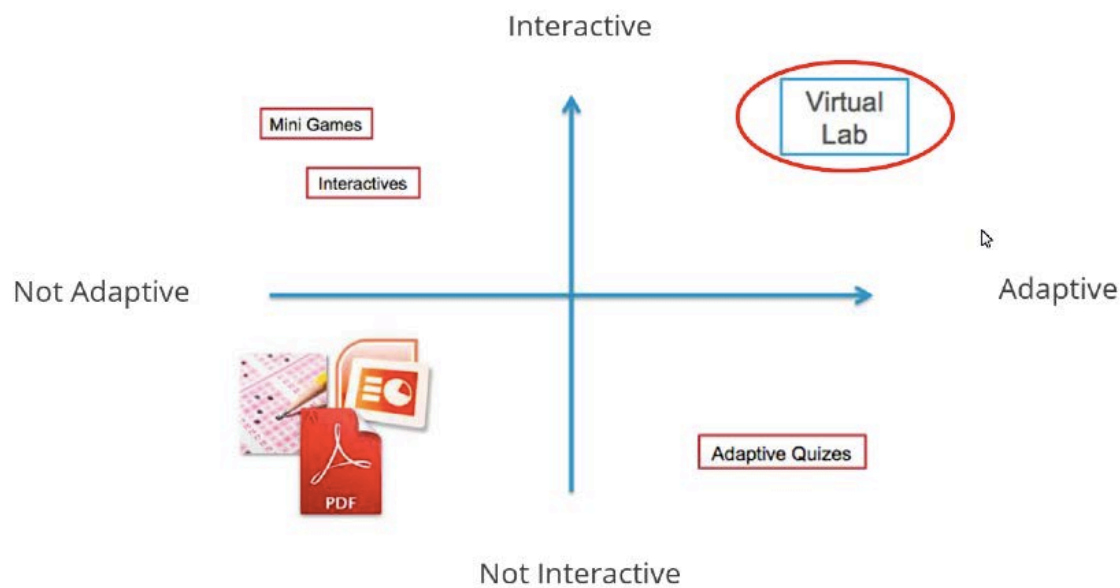 Interactive
Virtual
Lab
Mini Games
Interactives
Not Adaptive
Adaptive
Adaptive Quizes
PDF
Not Interactive